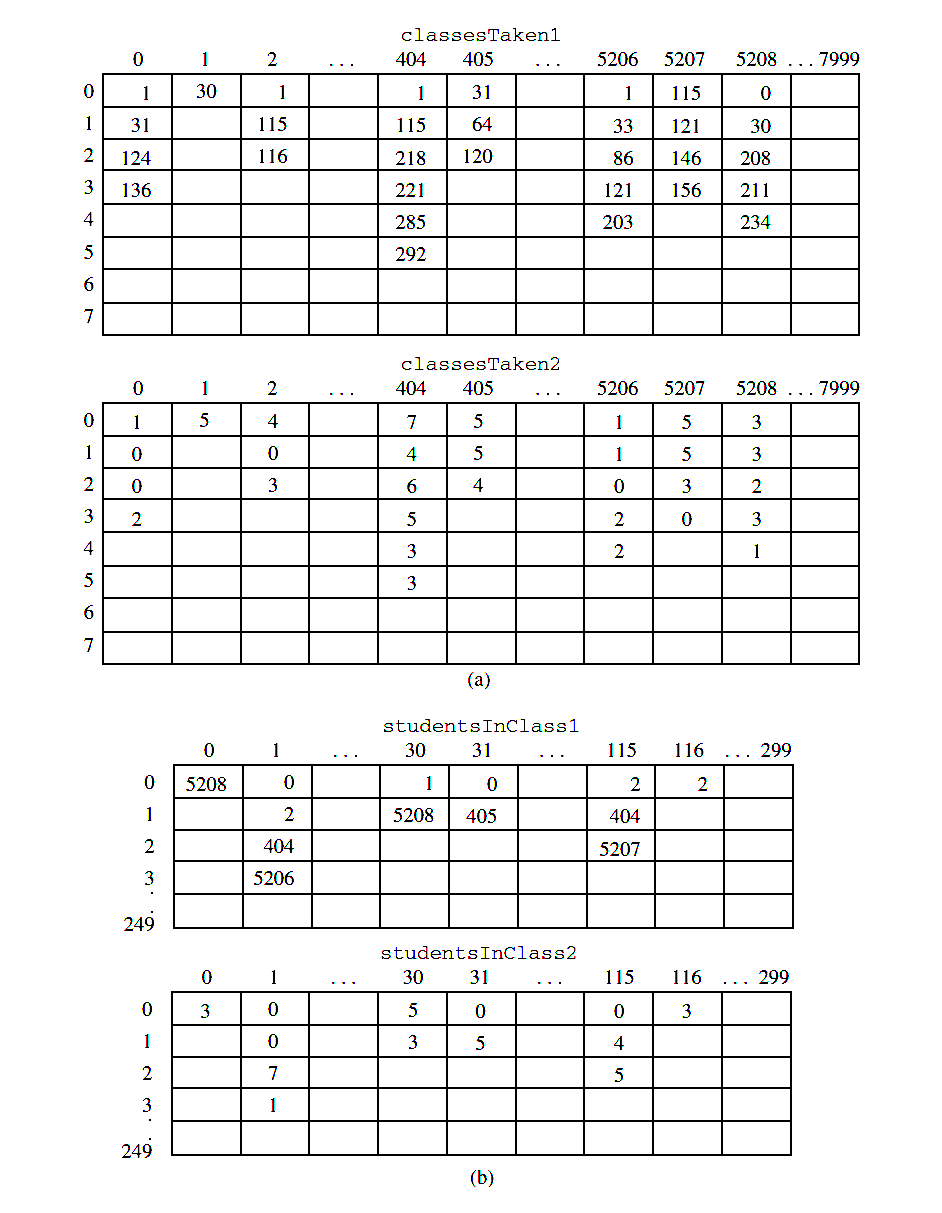 classesTaken1
0 1 2 ... 404 405 ... 5206 5207 5208 ... 7999
0 1 30 1 1 31 1 115 0
1 31 115 115 64 33 121 30
2 124 116 218 120 86 146 208
3 136 221 121 156 211
4 285 203 234
5 292
6
7
classesTaken2
0 1 2 ... 404 405 ... 5206 5207 5208 ... 7999
0 1 5 4 7 5 1 5 3
1 0 0 4 5 1 5 3
2 0 3 6 4 0 3 2
3 2 5 2 0 3
4 3 2 1
5 3
6
7
(a)
studentsInClass1
0 1 ... 30 31 ... 115 116 ... 299
0 5208 0 1 0 2 2
1 2 5208 405 404
2 404 5207
3 5206
.
.
249
studentsInClass2
0 1 ... 30 31 ... 115 116 ... 299
0 3 0 5 0 0 3
1 0 3 5 4
2 7 5
3 1
.
.
249
(b)